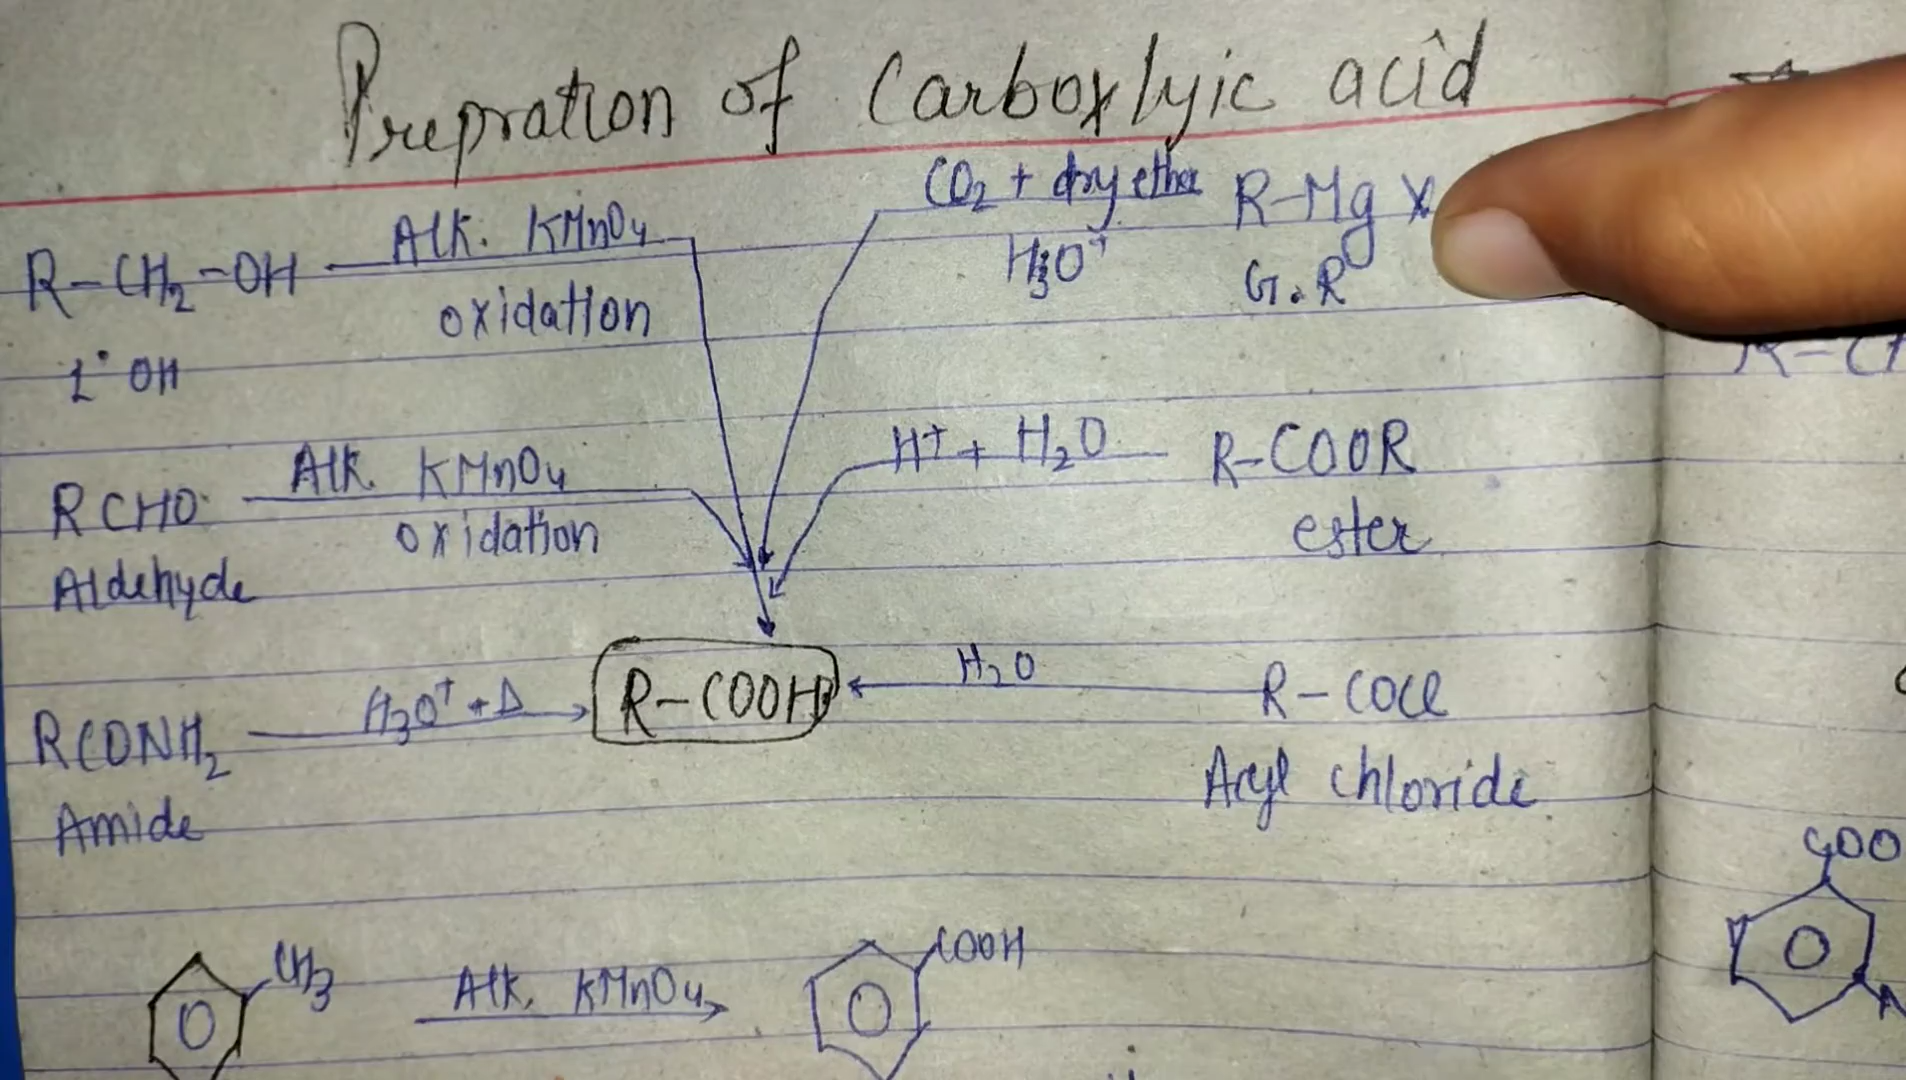 Prepration of Carboxlyic acid
R-CH₂-OH Alk. KMnO₄
oxidation
1° OH
CO₂ + dry ether R-Mg X
H₃O⁺ G.R
RCHO Alk. KMnO₄
oxidation
Aldehyde
H⁺ + H₂O R-COOR
ester
RCONH₂ H₃O⁺ + Δ R-COOH H₂O R-COCl
Amide
Acyl chloride
CH₃ Alk. KMnO₄ COOH
COO